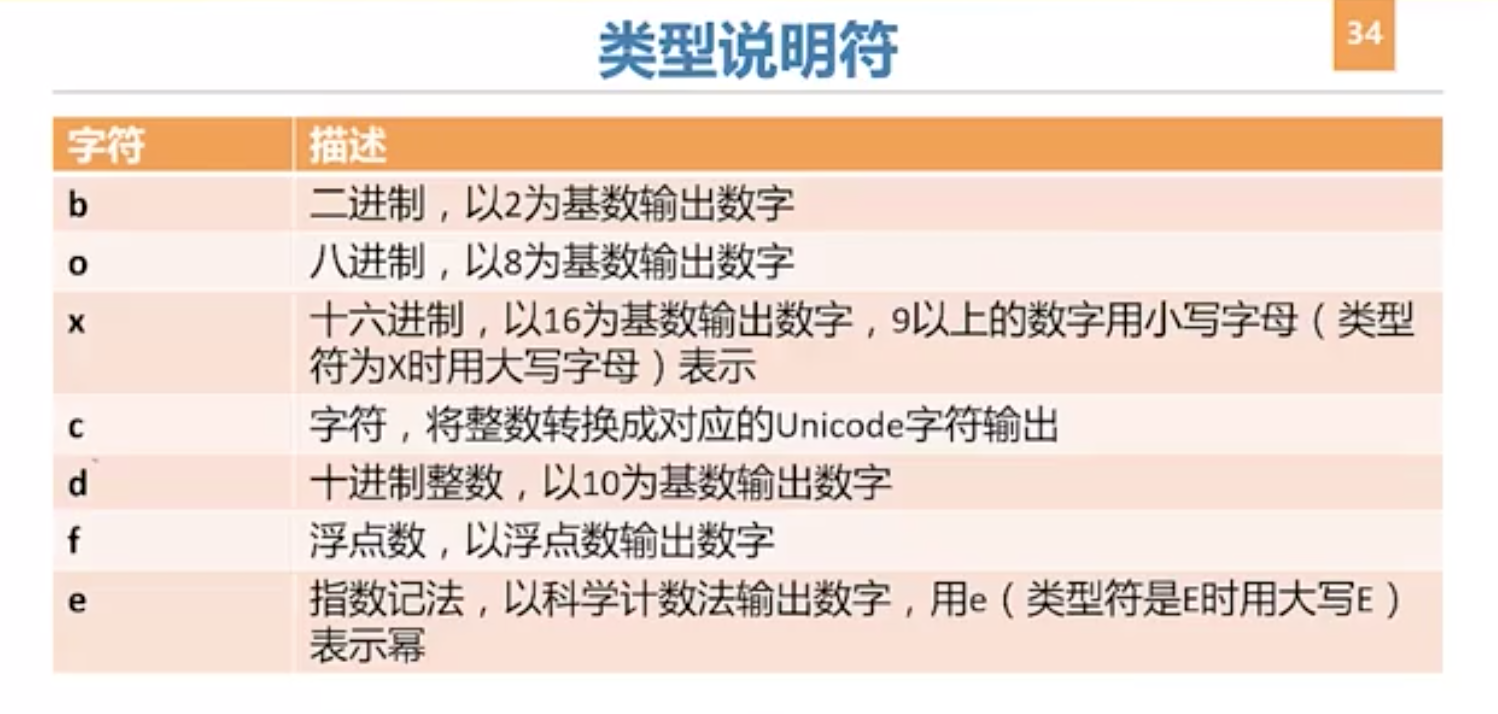 类型说明符
34
字符 描述
b 二进制，以2为基数输出数字
o 八进制，以8为基数输出数字
x 十六进制，以16为基数输出数字，9以上的数字用小写字母（类型
符为X时用大写字母）表示
c 字符，将整数转换成对应的Unicode字符输出
d 十进制整数，以10为基数输出数字
f 浮点数，以浮点数输出数字
e 指数记法，以科学计数法输出数字，用e（类型符是E时用大写E）
表示幂